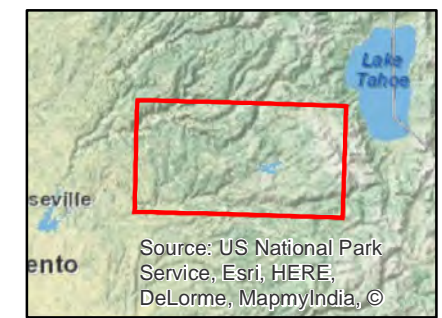 Lake
Tahoe
seville
ento
Source: US National Park
Service, Esri, HERE,
DeLorme, MapmyIndia, ©